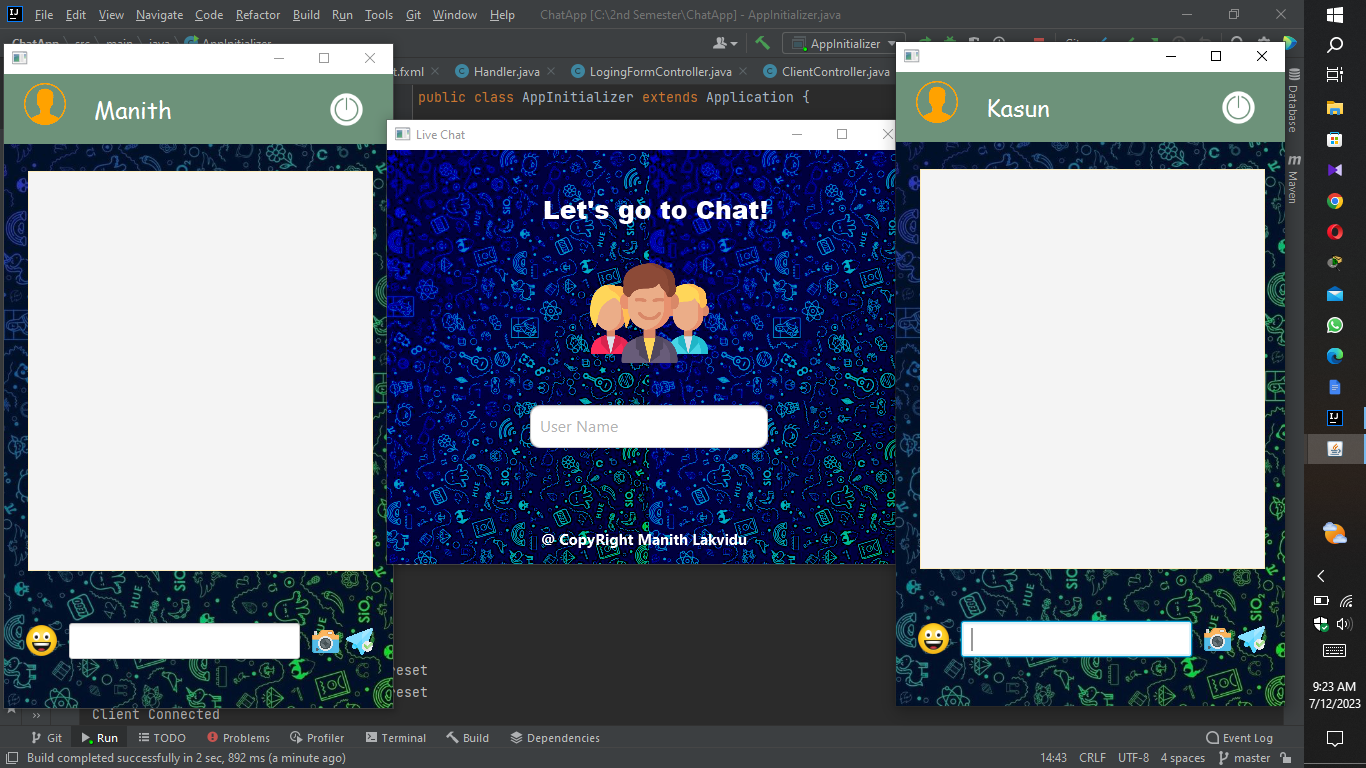 File Edit View Navigate Code Refactor Build Run Tools Git Window Help ChatApp [C:\2nd Semester\ChatApp] - AppInitializer.java
AppInitializer
t.fxml Handler.java LogingFormController.java ClientController.java
public class AppInitializer extends Application {
Manith
Live Chat
Let's go to Chat!
User Name
@ CopyRight Manith Lakvidu
Kasun
Database
Maven
eset
eset
Client Connected
Git Run TODO Problems Profiler Terminal Build Dependencies Event Log
Build completed successfully in 2 sec, 892 ms (a minute ago) 14:43 CRLF UTF-8 4 spaces master
9:23 AM
7/12/2023